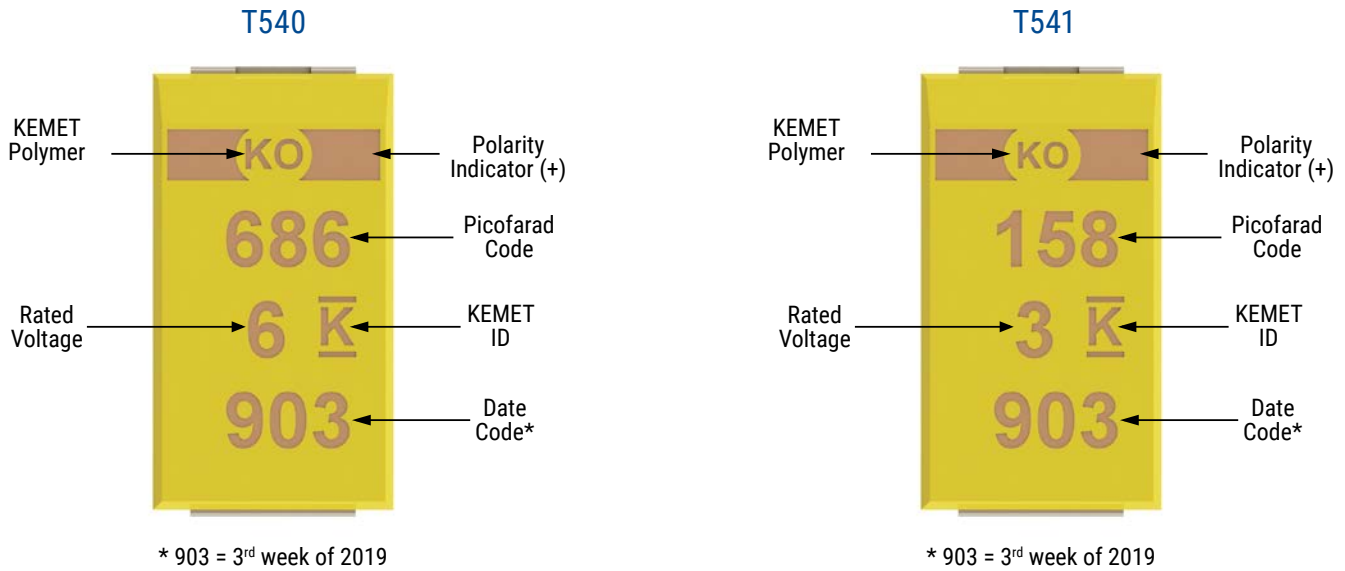 T540
KEMET
Polymer
KO
Polarity
Indicator (+)
686
Picofarad
Code
Rated
Voltage
6 K
KEMET
ID
903
Date
Code*
* 903 = 3rd week of 2019
T541
KEMET
Polymer
KO
Polarity
Indicator (+)
158
Picofarad
Code
Rated
Voltage
3 K
KEMET
ID
903
Date
Code*
* 903 = 3rd week of 2019